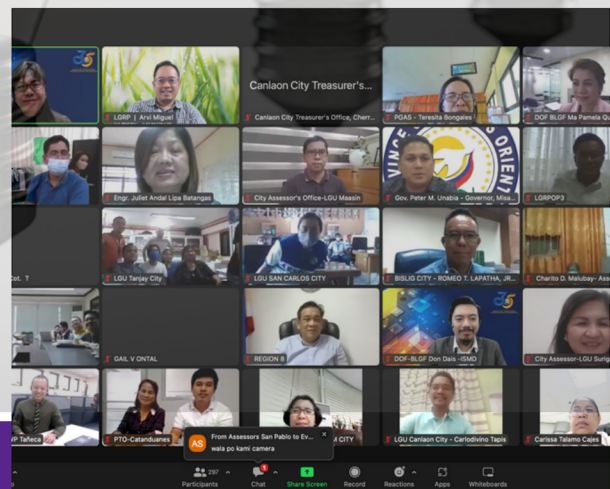 35
LGRP | Arvi Miguel
Canlaon City Treasurer's...
Canlaon City Treasurer's Office, Cherr...
PGAS - Teresita Bongales
DOF BLGF Ma Pamela Qu
Engr. Juliet Andal Lipa Batangas
City Assessor's Office-LGU Maasin
Gov. Peter M. Unabia - Governor, Misa...
LGRPOP3
Cot. T
LGU Tanjay City
LGU SAN CARLOS CITY
BISLIG CITY - ROMEO T. LAPATHA, JR...
Charito D. Malubay- Ass
GAIL V ONTAL
REGION 8
DOF-BLGF Don Dais -ISMO
City Assessor-LGU Surig
VP Tañeca
PTO-Catanduanes
M CITY
LGU Canlaon City - Carlodivino Tapis
Carissa Talamo Cajes
AS
From Assessors San Pablo to Ev...
wala po kami camera
297
1
Participants
Chat
Share Screen
Record
Reactions
Apps
Whiteboards